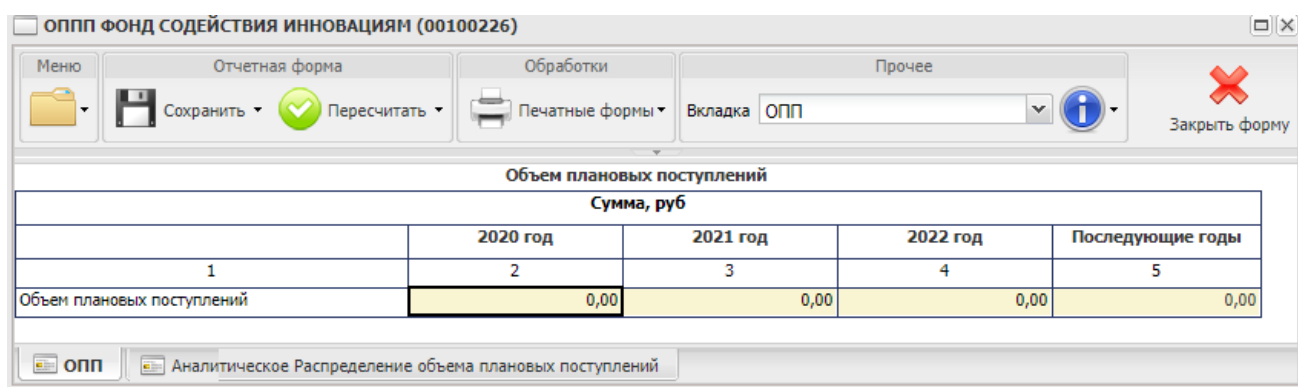 ОППП ФОНД СОДЕЙСТВИЯ ИННОВАЦИЯМ (00100226)
Меню Отчетная форма Обработки Прочее
Сохранить Пересчитать Печатные формы Вкладка ОПП Закрыть форму
Объем плановых поступлений
Сумма, руб
2020 год 2021 год 2022 год Последующие годы
1 2 3 4 5
Объем плановых поступлений 0,00 0,00 0,00 0,00
ОПП Аналитическое Распределение объема плановых поступлений